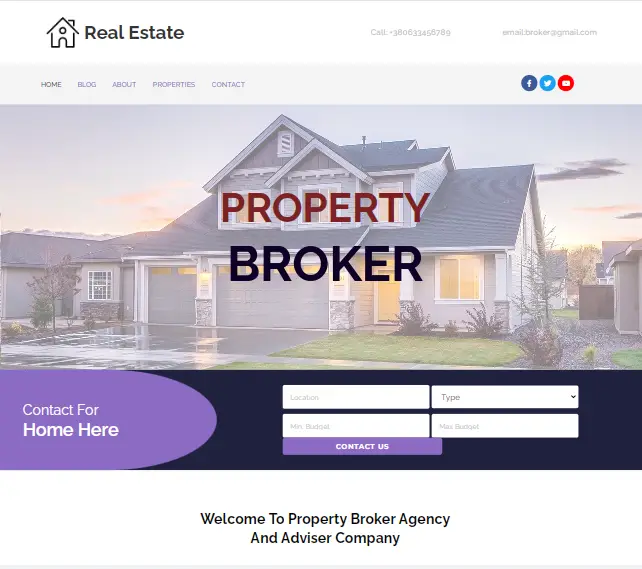 Real Estate
Call: +380633456789
email:broker@gmail.com
HOME BLOG ABOUT PROPERTIES CONTACT
PROPERTY
BROKER
Contact For
Home Here
Location
Type
Min. Budget
Max Budget
CONTACT US
Welcome To Property Broker Agency
And Adviser Company